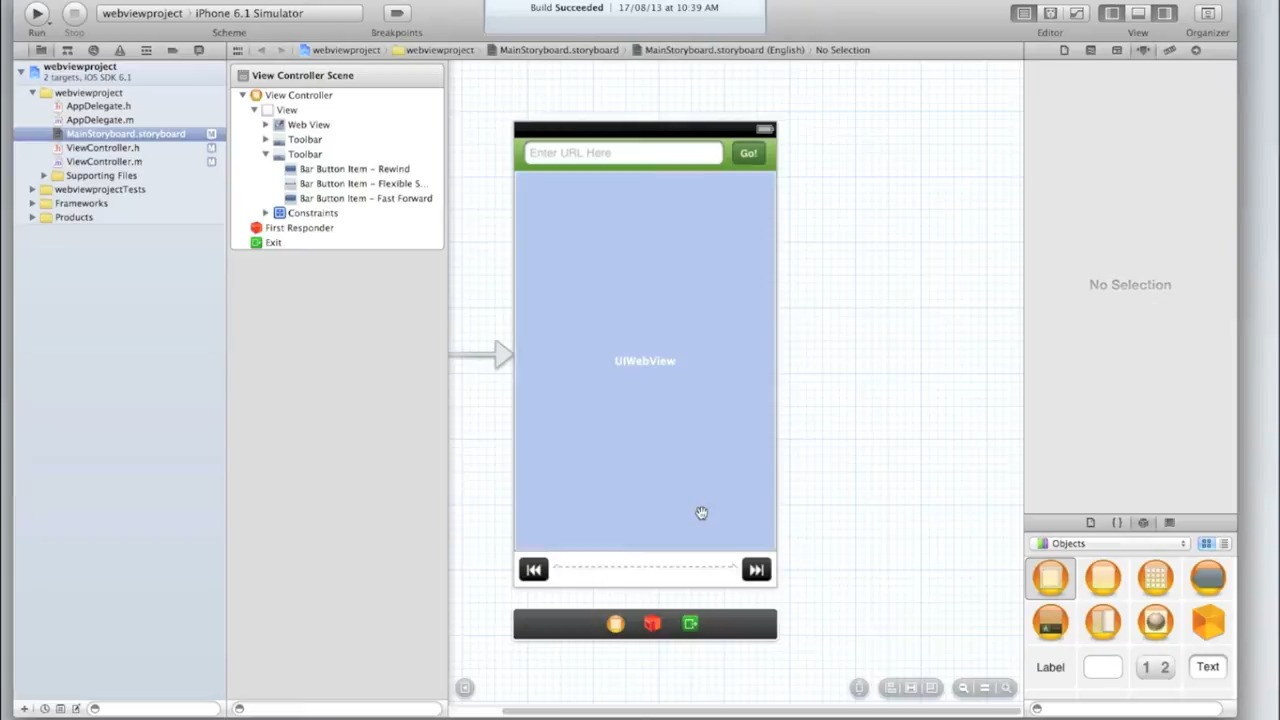 webviewproject › iPhone 6.1 Simulator
Build Succeeded | 17/08/13 at 10:39 AM
Run
Stop
Scheme
Breakpoints
Editor
View
Organizer
webviewproject
webviewproject
MainStoryboard.storyboard
MainStoryboard.storyboard (English)
No Selection
webviewproject
2 targets, iOS SDK 6.1
webviewproject
AppDelegate.h
AppDelegate.m
MainStoryboard.storyboard M
ViewController.h M
ViewController.m M
Supporting Files
webviewprojectTests
Frameworks
Products
View Controller Scene
View Controller
View
Web View
Toolbar
Toolbar
Bar Button Item – Rewind
Bar Button Item – Flexible S...
Bar Button Item – Fast Forward
Constraints
First Responder
Exit
Enter URL Here
Go!
UIWebView
No Selection
{ }
Objects
Label
1 2
Text